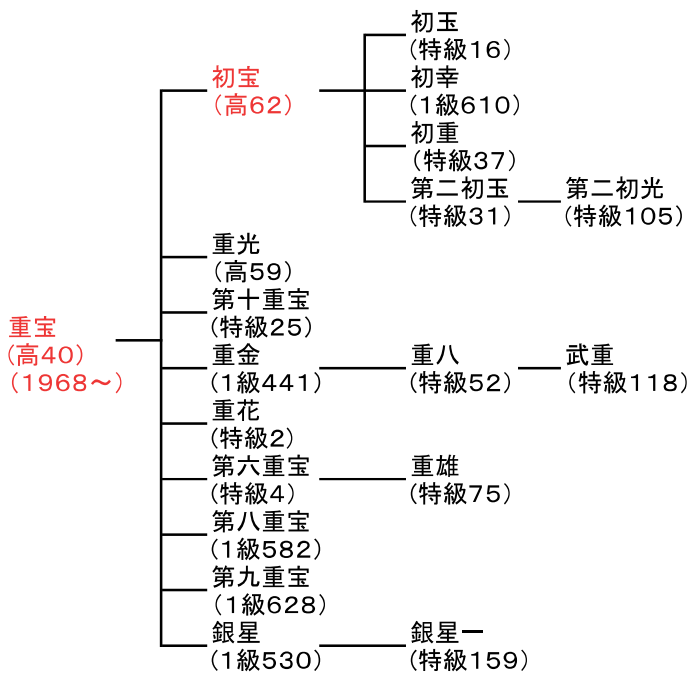 初玉
(特級16)
初宝
(高62)
初幸
(1級610)
初重
(特級37)
第二初玉
(特級31)
第二初光
(特級105)
重光
(高59)
第十重宝
(特級25)
重宝
(高40)
(1968～)
重金
(1級441)
重八
(特級52)
武重
(特級118)
重花
(特級2)
第六重宝
(特級4)
重雄
(特級75)
第八重宝
(1級582)
第九重宝
(1級628)
銀星
(1級530)
銀星一
(特級159)